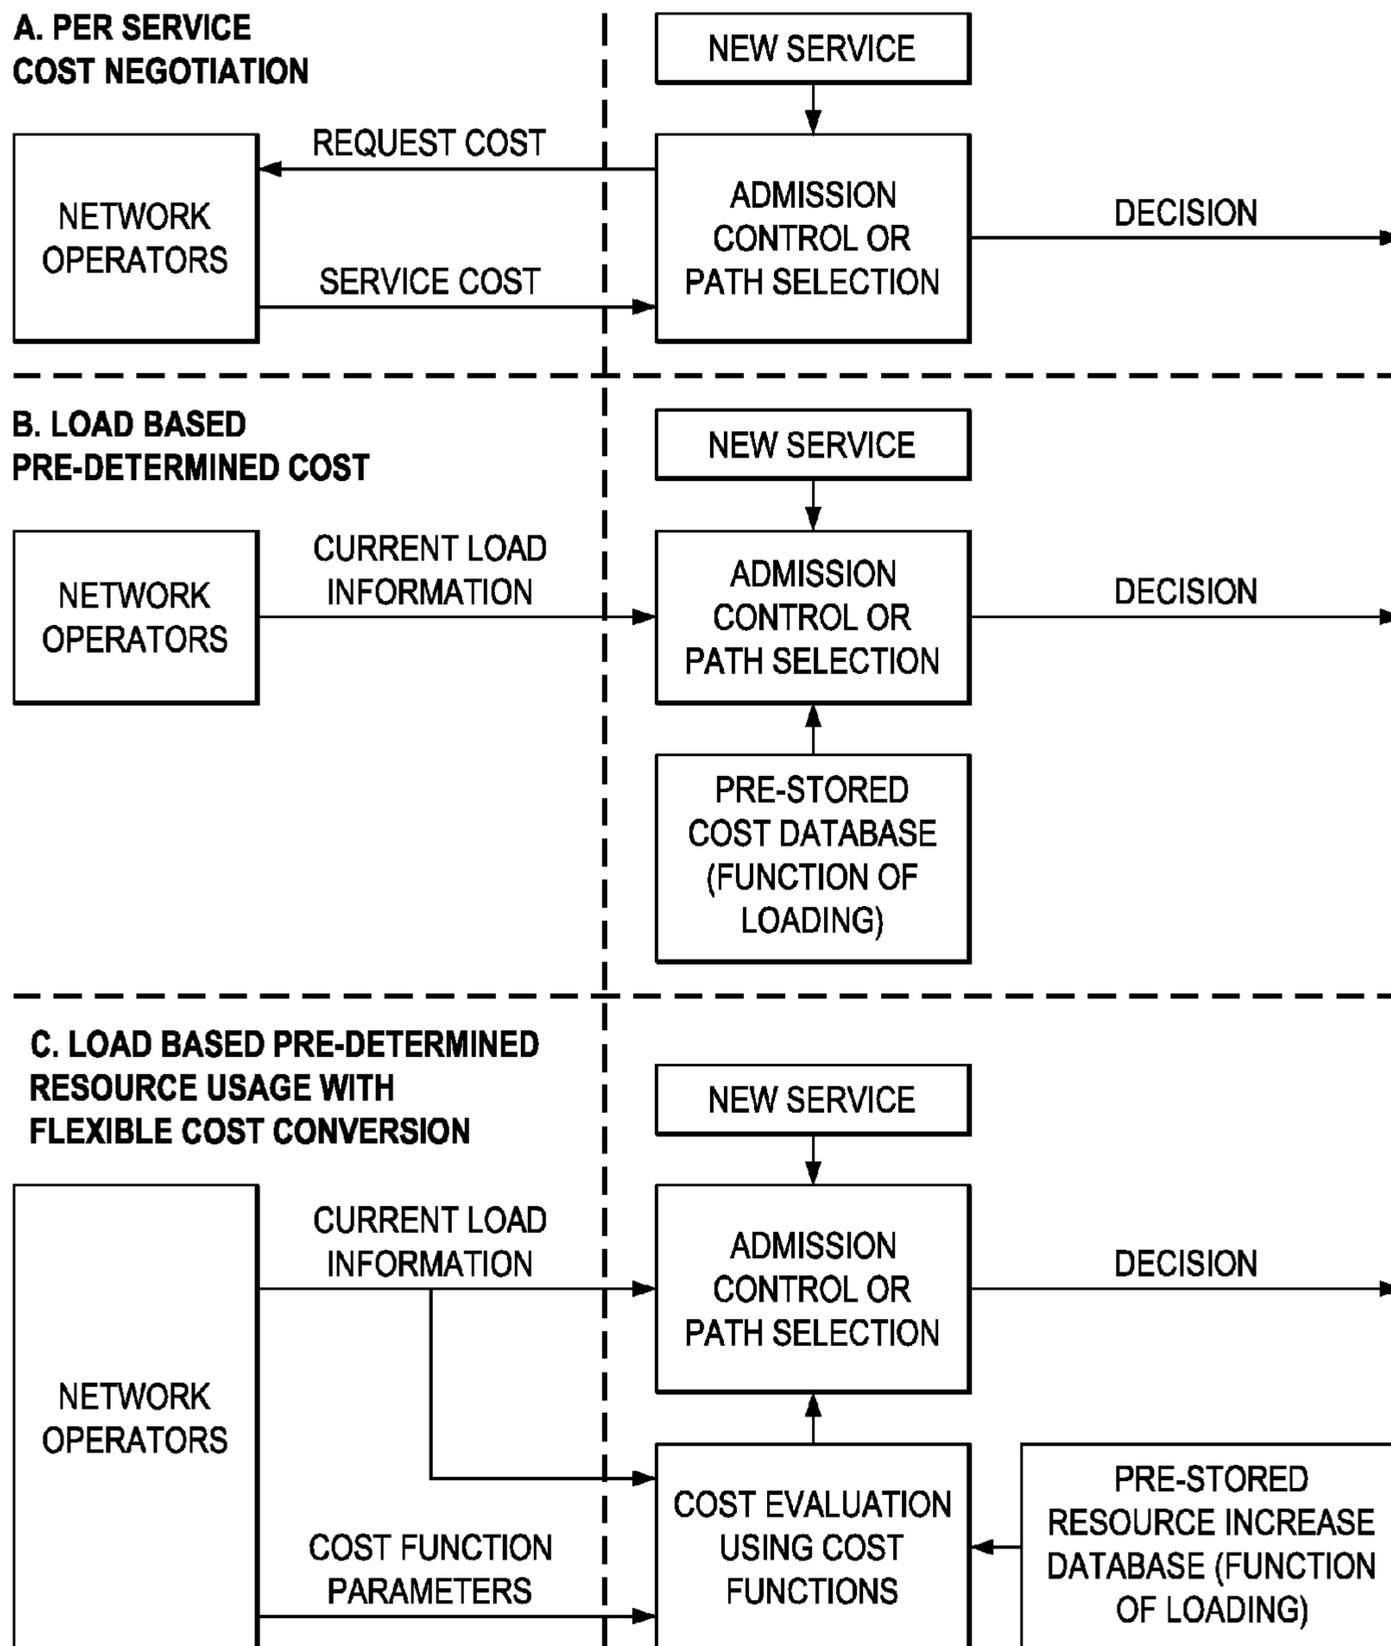 A. PER SERVICE
COST NEGOTIATION
NEW SERVICE
REQUEST COST
NETWORK
OPERATORS
SERVICE COST
ADMISSION
CONTROL OR
PATH SELECTION
DECISION
B. LOAD BASED
PRE-DETERMINED COST
NEW SERVICE
NETWORK
OPERATORS
CURRENT LOAD
INFORMATION
ADMISSION
CONTROL OR
PATH SELECTION
DECISION
PRE-STORED
COST DATABASE
(FUNCTION OF
LOADING)
C. LOAD BASED PRE-DETERMINED
RESOURCE USAGE WITH
FLEXIBLE COST CONVERSION
NEW SERVICE
NETWORK
OPERATORS
CURRENT LOAD
INFORMATION
ADMISSION
CONTROL OR
PATH SELECTION
DECISION
COST FUNCTION
PARAMETERS
COST EVALUATION
USING COST
FUNCTIONS
PRE-STORED
RESOURCE INCREASE
DATABASE (FUNCTION
OF LOADING)